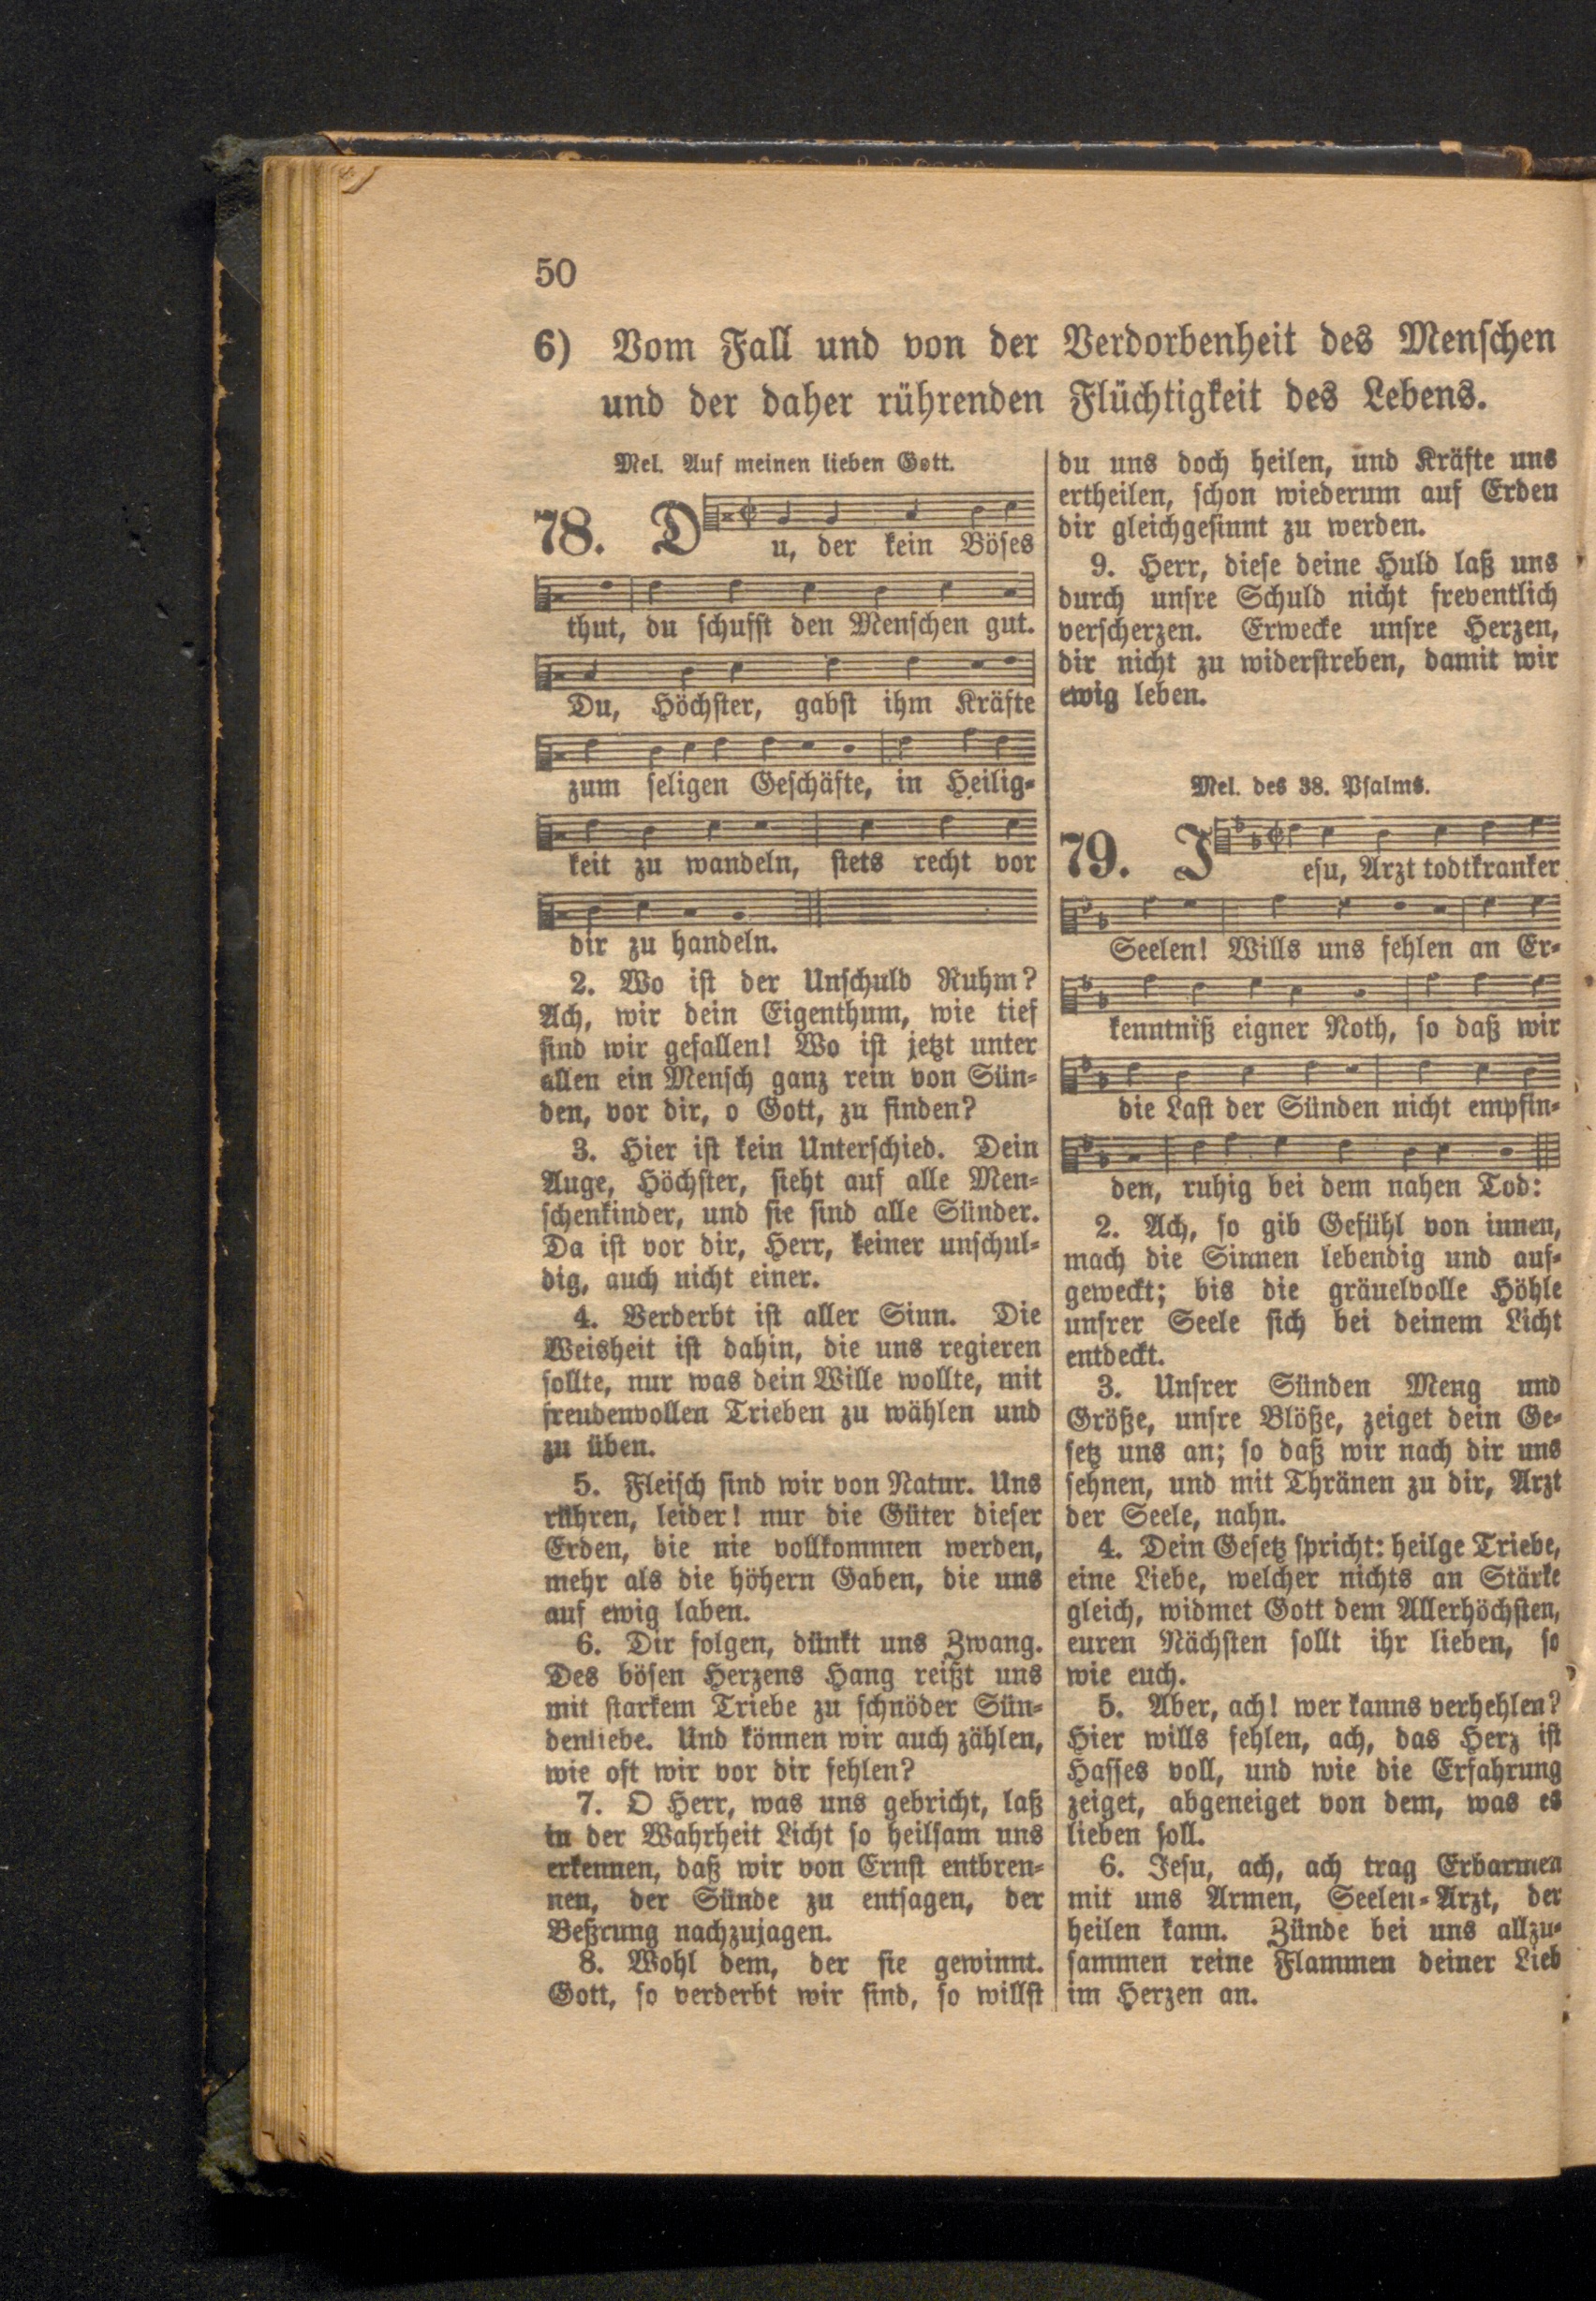 50
6) Vom Fall und von der Verdorbenheit des Menschen
und der daher rührenden Flüchtigkeit des Lebens.
Mel. Auf meinen lieben Gott.
78. Du, der kein Böses
thut, du schufst den Menschen gut.
Du, Höchster, gabst ihm Kräfte
zum seligen Geschäfte, in Heilig-
keit zu wandeln, stets recht vor
dir zu handeln.
2. Wo ist der Unschuld Ruhm?
Ach, wir dein Eigenthum, wie tief
sind wir gefallen! Wo ist jetzt unter
allen ein Mensch ganz rein von Sün-
den, vor dir, o Gott, zu finden?
3. Hier ist kein Unterschied. Dein
Auge, Höchster, sieht auf alle Men-
schenkinder, und sie sind alle Sünder.
Da ist vor dir, Herr, keiner unschul-
dig, auch nicht einer.
4. Verderbt ist aller Sinn. Die
Weisheit ist dahin, die uns regieren
sollte, nur was dein Wille wollte, mit
freudenvollen Trieben zu wählen und
zu üben.
5. Fleisch sind wir von Natur. Uns
rühren, leider! nur die Güter dieser
Erden, die nie vollkommen werden,
mehr als die höhern Gaben, die uns
auf ewig laben.
6. Dir folgen, dünkt uns Zwang.
Des bösen Herzens Hang reißt uns
mit starkem Triebe zu schnöder Sün-
denliebe. Und können wir auch zählen,
wie oft wir vor dir fehlen?
7. O Herr, was uns gebricht, laß
in der Wahrheit Licht so heilsam uns
erkennen, daß wir von Ernst entbren-
nen, der Sünde zu entsagen, der
Beßrung nachzujagen.
8. Wohl dem, der sie gewinnt.
Gott, so verderbt wir sind, so willst
du uns doch heilen, und Kräfte uns
ertheilen, schon wiederum auf Erden
dir gleichgesinnt zu werden.
9. Herr, diese deine Huld laß uns
durch unsre Schuld nicht freventlich
verscherzen. Erwecke unsre Herzen,
dir nicht zu widerstreben, damit wir
ewig leben.
Mel. des 38. Psalms.
79. Jesu, Arzt todtkranker
Seelen! Wills uns fehlen an Er-
kenntniß eigner Noth, so daß wir
die Last der Sünden nicht empfin-
den, ruhig bei dem nahen Tod:
2. Ach, so gib Gefühl von innen,
mach die Sinnen lebendig und auf-
geweckt; bis die gräuelvolle Höhle
unsrer Seele sich bei deinem Licht
entdeckt.
3. Unsrer Sünden Meng und
Größe, unsre Blöße, zeiget dein Ge-
setz uns an; so daß wir nach dir uns
sehnen, und mit Thränen zu dir, Arzt
der Seele, nahn.
4. Dein Gesetz spricht: heilge Triebe,
eine Liebe, welcher nichts an Stärke
gleich, widmet Gott dem Allerhöchsten,
euren Nächsten sollt ihr lieben, so
wie euch.
5. Aber, ach! wer kanns verhehlen?
Hier wills fehlen, ach, das Herz ist
Hasses voll, und wie die Erfahrung
zeiget, abgeneiget von dem, was es
lieben soll.
6. Jesu, ach, ach trag Erbarmen
mit uns Armen, Seelen-Arzt, der
heilen kann. Zünde bei uns allzu-
sammen reine Flammen deiner Lieb
im Herzen an.